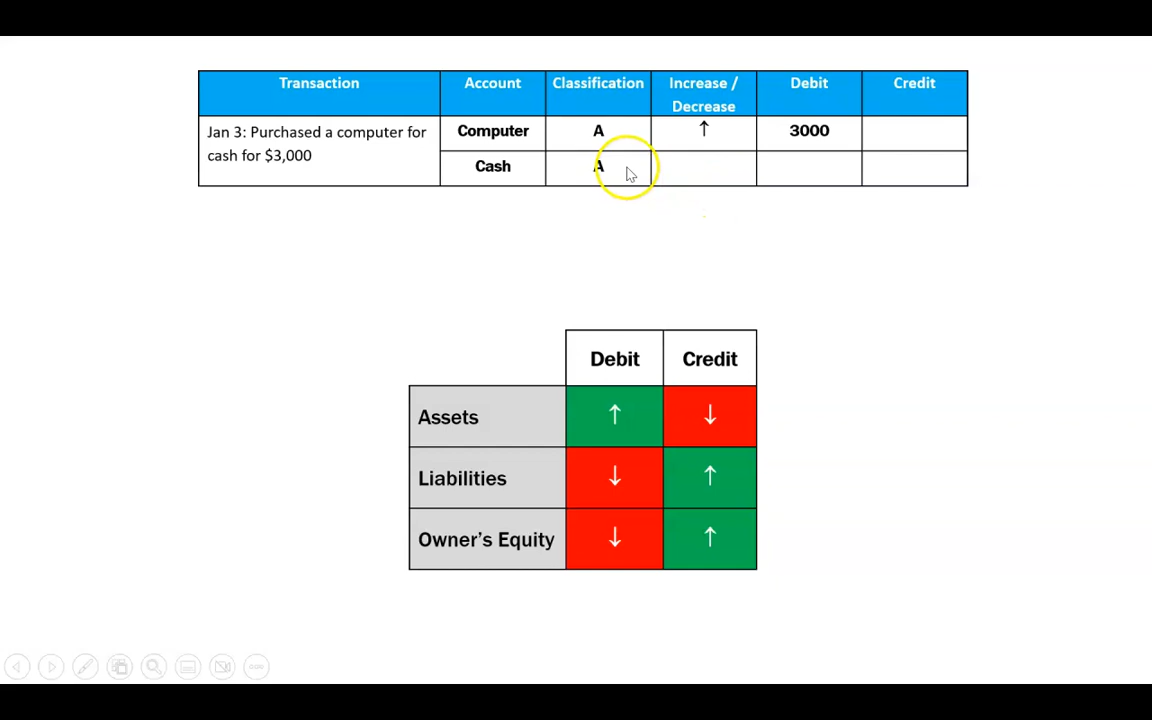 Transaction Account Classification Increase / Debit Credit
Decrease
Jan 3: Purchased a computer for Computer A ↑ 3000
cash for $3,000
Cash A
Debit Credit
Assets ↑ ↓
Liabilities ↓ ↑
Owner's Equity ↓ ↑